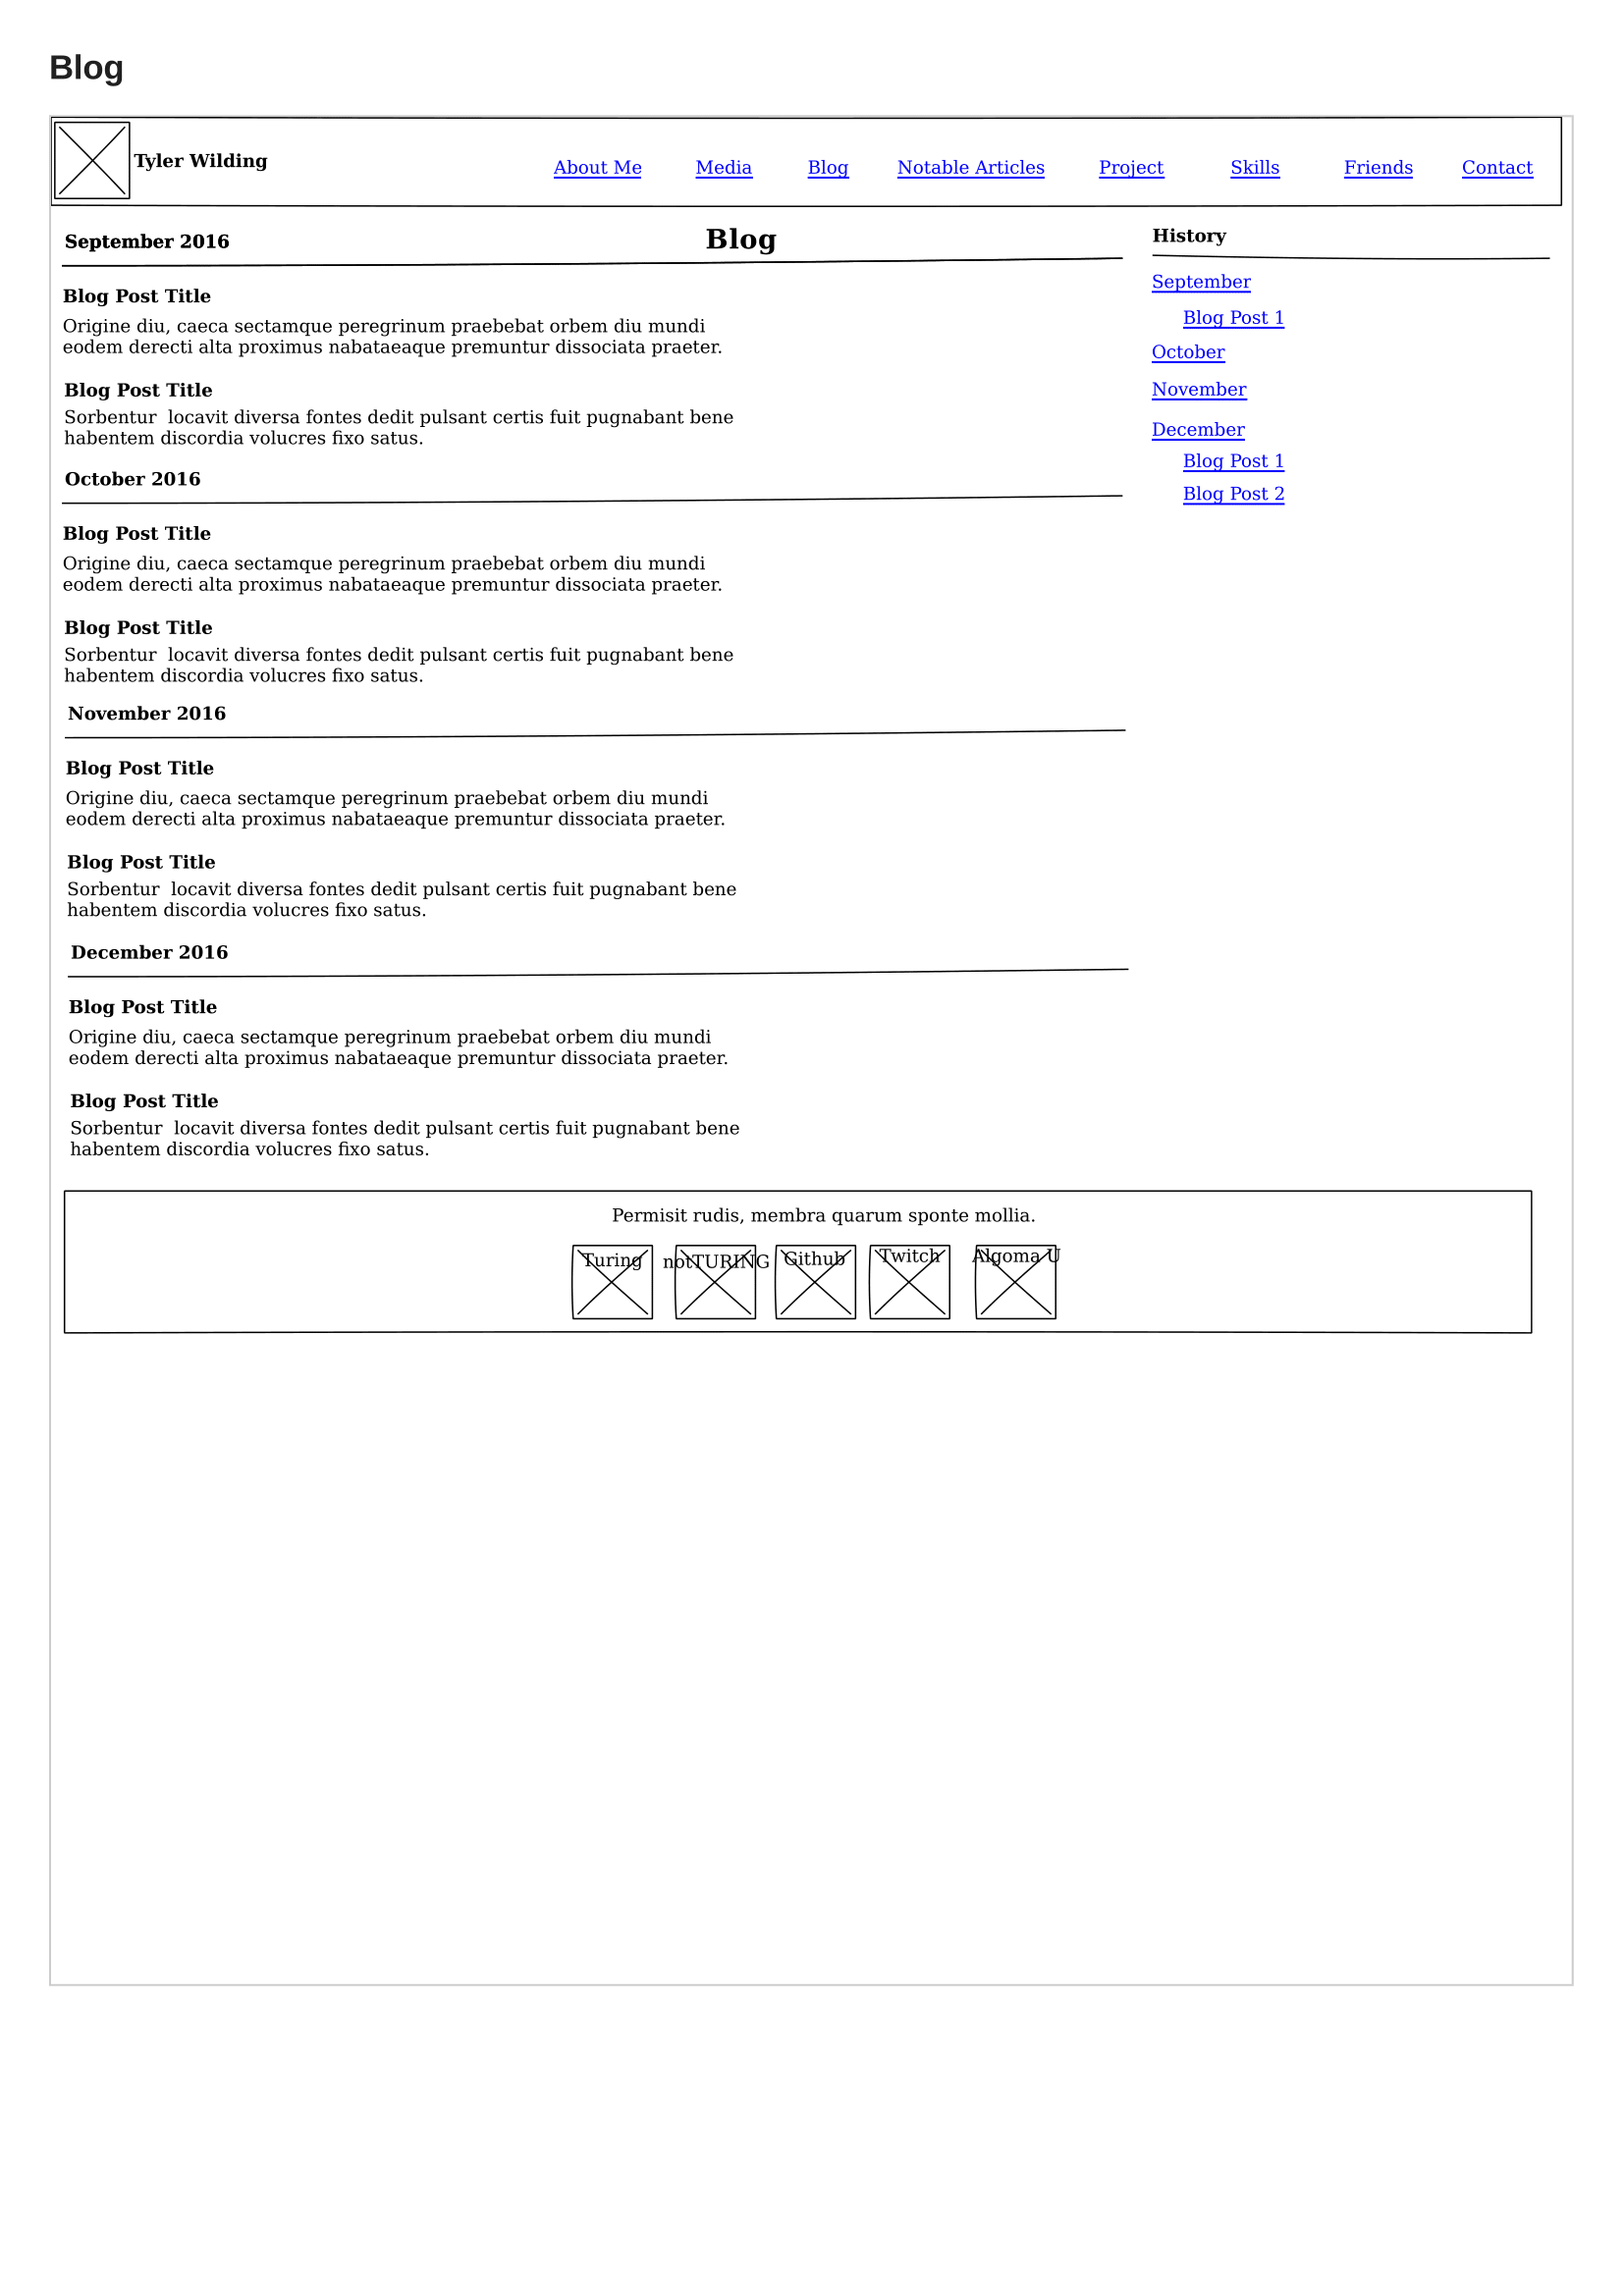 Blog
Tyler Wilding
About Me Media Blog Notable Articles Project Skills Friends Contact
Blog
September 2016
Blog Post Title
Origine diu, caeca sectamque peregrinum praebebat orbem diu mundi
eodem derecti alta proximus nabataeaque premuntur dissociata praeter.
Blog Post Title
Sorbentur  locavit diversa fontes dedit pulsant certis fuit pugnabant bene
habentem discordia volucres fixo satus.
October 2016
Blog Post Title
Origine diu, caeca sectamque peregrinum praebebat orbem diu mundi
eodem derecti alta proximus nabataeaque premuntur dissociata praeter.
Blog Post Title
Sorbentur  locavit diversa fontes dedit pulsant certis fuit pugnabant bene
habentem discordia volucres fixo satus.
November 2016
Blog Post Title
Origine diu, caeca sectamque peregrinum praebebat orbem diu mundi
eodem derecti alta proximus nabataeaque premuntur dissociata praeter.
Blog Post Title
Sorbentur  locavit diversa fontes dedit pulsant certis fuit pugnabant bene
habentem discordia volucres fixo satus.
December 2016
Blog Post Title
Origine diu, caeca sectamque peregrinum praebebat orbem diu mundi
eodem derecti alta proximus nabataeaque premuntur dissociata praeter.
Blog Post Title
Sorbentur  locavit diversa fontes dedit pulsant certis fuit pugnabant bene
habentem discordia volucres fixo satus.
History
September
Blog Post 1
October
November
December
Blog Post 1
Blog Post 2
Permisit rudis, membra quarum sponte mollia.
Turing notTURING Github Twitch Algoma U